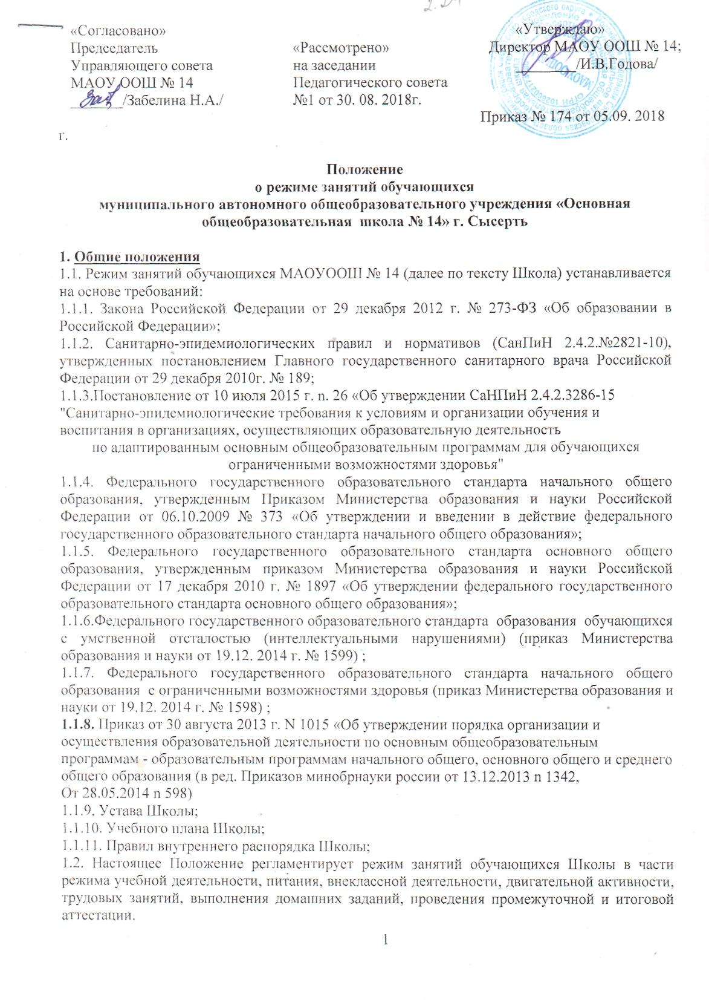 «Согласовано»
Председатель
Управляющего совета
МАОУ ООШ № 14
/Забелина Н.А./
«Рассмотрено»
на заседании
Педагогического совета
№1 от 30. 08. 2018г.
«Утверждаю»
Директор МАОУ ООШ № 14;
/И.В.Годова/
Приказ № 174 от 05.09. 2018
г.
Положение
о режиме занятий обучающихся
муниципального автономного общеобразовательного учреждения «Основная
общеобразовательная школа № 14» г. Сысерть
1. Общие положения
1.1. Режим занятий обучающихся МАОУООШ № 14 (далее по тексту Школа) устанавливается
на основе требований:
1.1.1. Закона Российской Федерации от 29 декабря 2012 г. № 273-ФЗ «Об образовании в
Российской Федерации»;
1.1.2. Санитарно-эпидемиологических правил и нормативов (СанПиН 2.4.2.№2821-10),
утвержденных постановлением Главного государственного санитарного врача Российской
Федерации от 29 декабря 2010г. № 189;
1.1.3.Постановление от 10 июля 2015 г. n. 26 «Об утверждении СаНПиН 2.4.2.3286-15
"Санитарно-эпидемиологические требования к условиям и организации обучения и
воспитания в организациях, осуществляющих образовательную деятельность
по адаптированным основным общеобразовательным программам для обучающихся
ограниченными возможностями здоровья"
1.1.4. Федерального государственного образовательного стандарта начального общего
образования, утвержденным Приказом Министерства образования и науки Российской
Федерации от 06.10.2009 № 373 «Об утверждении и введении в действие федерального
государственного образовательного стандарта начального общего образования»;
1.1.5. Федерального государственного образовательного стандарта основного общего
образования, утвержденным приказом Министерства образования и науки Российской
Федерации от 17 декабря 2010 г. № 1897 «Об утверждении федерального государственного
образовательного стандарта основного общего образования»;
1.1.6.Федерального государственного образовательного стандарта образования обучающихся
с умственной отсталостью (интеллектуальными нарушениями) (приказ Министерства
образования и науки от 19.12. 2014 г. № 1599) ;
1.1.7. Федерального государственного образовательного стандарта начального общего
образования с ограниченными возможностями здоровья (приказ Министерства образования и
науки от 19.12. 2014 г. № 1598) ;
1.1.8. Приказ от 30 августа 2013 г. N 1015 «Об утверждении порядка организации и
осуществления образовательной деятельности по основным общеобразовательным
программам - образовательным программам начального общего, основного общего и среднего
общего образования (в ред. Приказов минобрнауки россии от 13.12.2013 n 1342,
От 28.05.2014 n 598)
1.1.9. Устава Школы;
1.1.10. Учебного плана Школы;
1.1.11. Правил внутреннего распорядка Школы;
1.2. Настоящее Положение регламентирует режим занятий обучающихся Школы в части
режима учебной деятельности, питания, внеклассной деятельности, двигательной активности,
трудовых занятий, выполнения домашних заданий, проведения промежуточной и итоговой
аттестации.
1